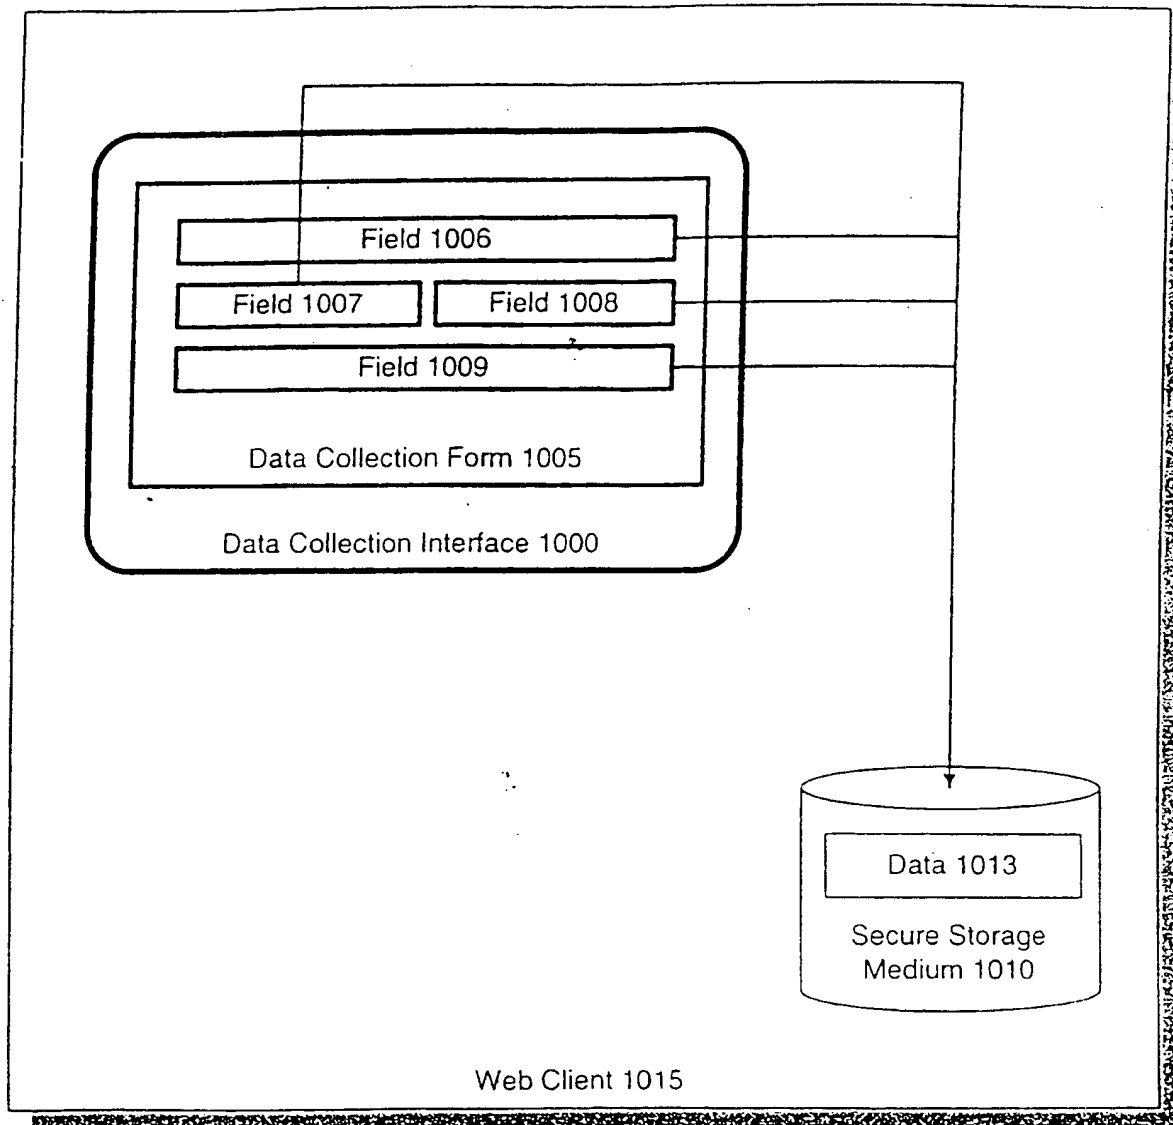 Field 1006
Field 1007
Field 1008
Field 1009
Data Collection Form 1005
Data Collection Interface 1000
Data 1013
Secure Storage
Medium 1010
Web Client 1015